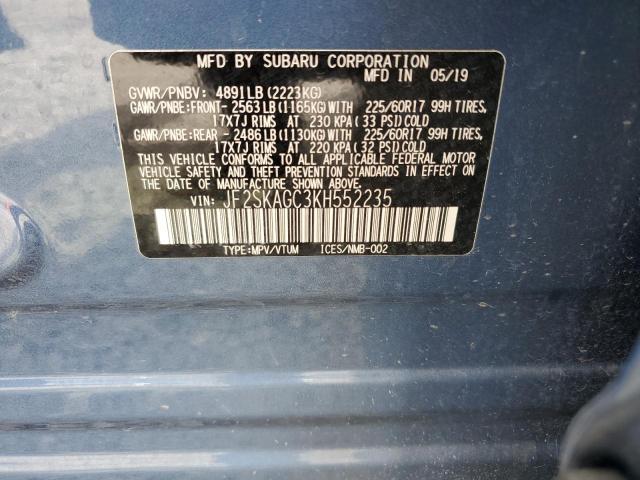 MFD BY SUBARU CORPORATION
MFD IN 05/19
GVWR/PNBV: 4891LB(2223KG)
GAWR/PNBE:FRONT- 2563LB(1165KG)WITH 225/60R17 99H TIRES,
17X7J RIMS AT 230 KPA(33 PSI)COLD
GAWR/PNBE:REAR - 2486LB(1130KG)WITH 225/60R17 99H TIRES,
17X7J RIMS AT 220 KPA(32 PSI)COLD
THIS VEHICLE CONFORMS TO ALL APPLICABLE FEDERAL MOTOR
VEHICLE SAFETY AND THEFT PREVENTION STANDARDS IN EFFECT ON
THE DATE OF MANUFACTURE SHOWN ABOVE.
VIN: JF2SKAGC3KH552235
TYPE:MPV/VTUM ICES/NMB-002